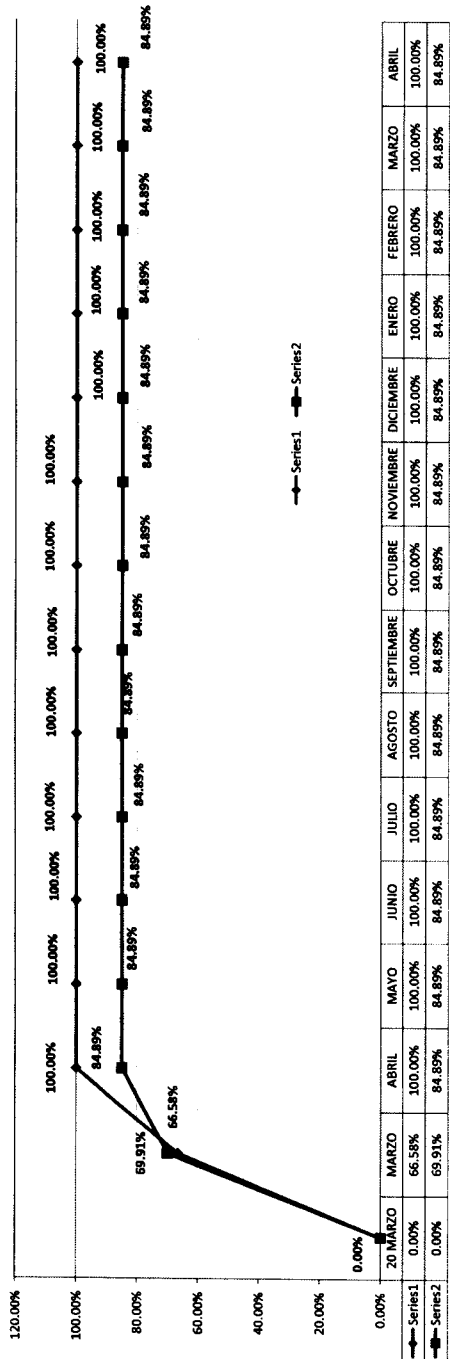 120.00%
100.00%
80.00%
60.00%
40.00%
20.00%
0.00%
100.00% 100.00% 100.00% 100.00% 100.00% 100.00% 100.00% 100.00%
100.00% 100.00% 100.00% 100.00% 100.00%
84.89% 84.89% 84.89% 84.89% 84.89% 84.89% 84.89% 84.89% 84.89% 84.89% 84.89% 84.89% 84.89%
69.91%
66.58%
0.00%
Series1 Series2
20 MARZO MARZO ABRIL MAYO JUNIO JULIO AGOSTO SEPTIEMBRE OCTUBRE NOVIEMBRE DICIEMBRE ENERO FEBRERO MARZO ABRIL
Series1 0.00% 66.58% 100.00% 100.00% 100.00% 100.00% 100.00% 100.00% 100.00% 100.00% 100.00% 100.00% 100.00% 100.00% 100.00%
Series2 0.00% 69.91% 84.89% 84.89% 84.89% 84.89% 84.89% 84.89% 84.89% 84.89% 84.89% 84.89% 84.89% 84.89% 84.89%